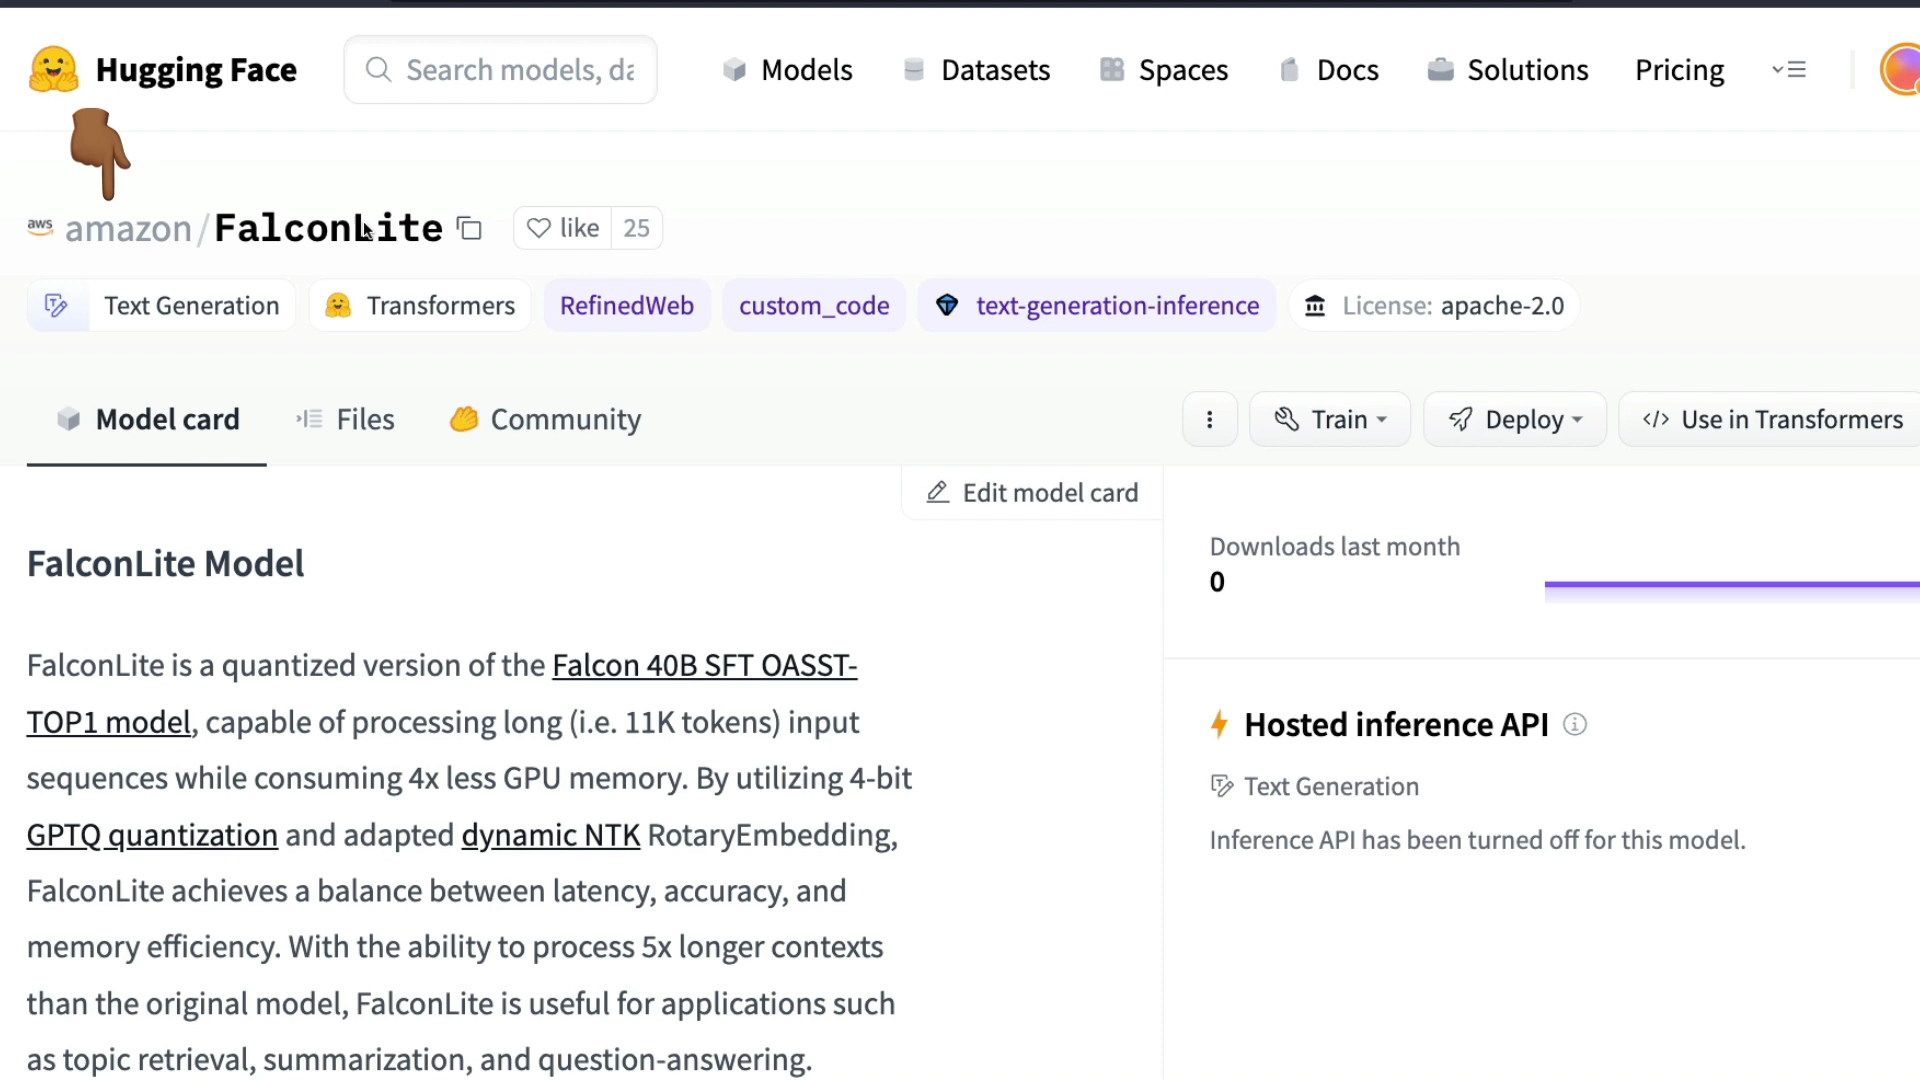 Hugging Face
Search models, da
Models
Datasets
Spaces
Docs
Solutions
Pricing
aws amazon/FalconLite
like 25
Text Generation
Transformers
RefinedWeb
custom_code
text-generation-inference
License: apache-2.0
Model card
Files
Community
Train
Deploy
</> Use in Transformers
Edit model card
FalconLite Model
FalconLite is a quantized version of the Falcon 40B SFT OASST-
TOP1 model, capable of processing long (i.e. 11K tokens) input
sequences while consuming 4x less GPU memory. By utilizing 4-bit
GPTQ quantization and adapted dynamic NTK RotaryEmbedding,
FalconLite achieves a balance between latency, accuracy, and
memory efficiency. With the ability to process 5x longer contexts
than the original model, FalconLite is useful for applications such
as topic retrieval, summarization, and question-answering.
Downloads last month
0
Hosted inference API
Text Generation
Inference API has been turned off for this model.